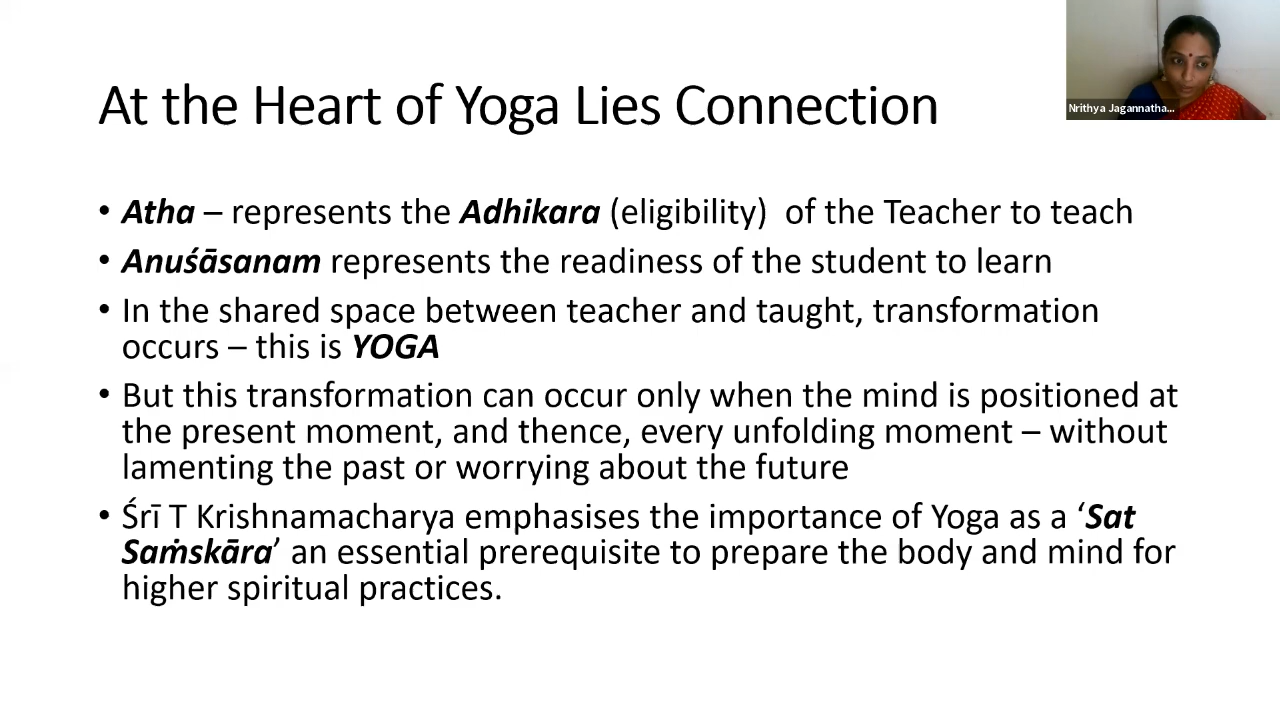 At the Heart of Yoga Lies Connection
Nrithya Jagannatha...
• Atha – represents the Adhikara (eligibility)  of the Teacher to teach
• Anuśāsanam represents the readiness of the student to learn
• In the shared space between teacher and taught, transformation
occurs – this is YOGA
• But this transformation can occur only when the mind is positioned at
the present moment, and thence, every unfolding moment – without
lamenting the past or worrying about the future
• Śrī T Krishnamacharya emphasises the importance of Yoga as a ‘Sat
Saṁskāra’ an essential prerequisite to prepare the body and mind for
higher spiritual practices.